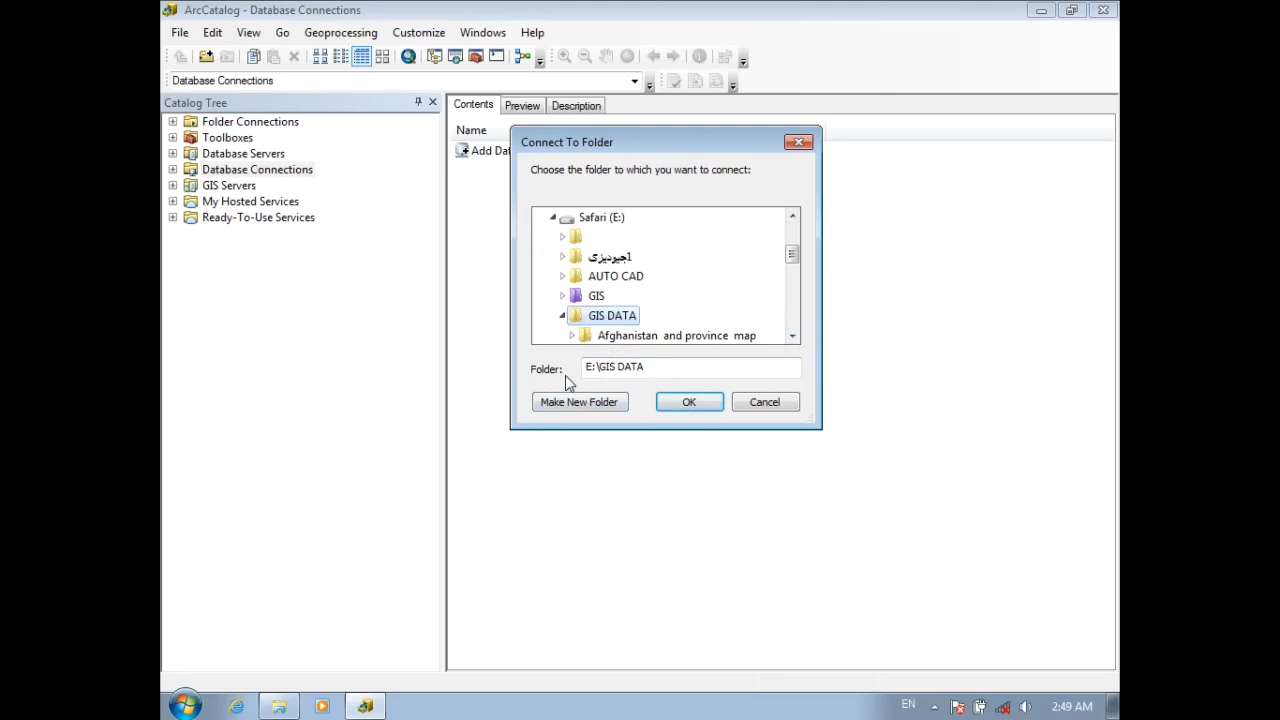 ArcCatalog - Database Connections
File Edit View Go Geoprocessing Customize Windows Help
Database Connections
Catalog Tree
Folder Connections
Toolboxes
Database Servers
Database Connections
GIS Servers
My Hosted Services
Ready-To-Use Services
Contents Preview Description
Name
Add Dat
Connect To Folder
Choose the folder to which you want to connect:
Safari (E:)
1جیودیزی
AUTO CAD
GIS
GIS DATA
Afghanistan and province map
Folder: E:\GIS DATA
Make New Folder OK Cancel
EN 2:49 AM